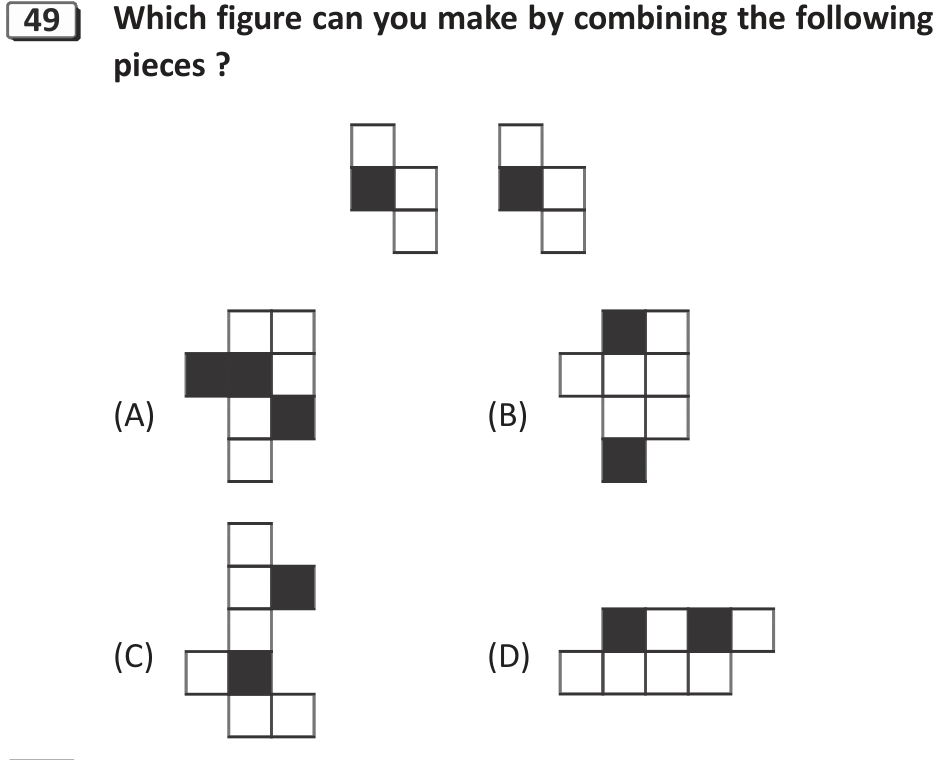 49 Which figure can you make by combining the following
pieces ?
(A)
(B)
(C)
(D)